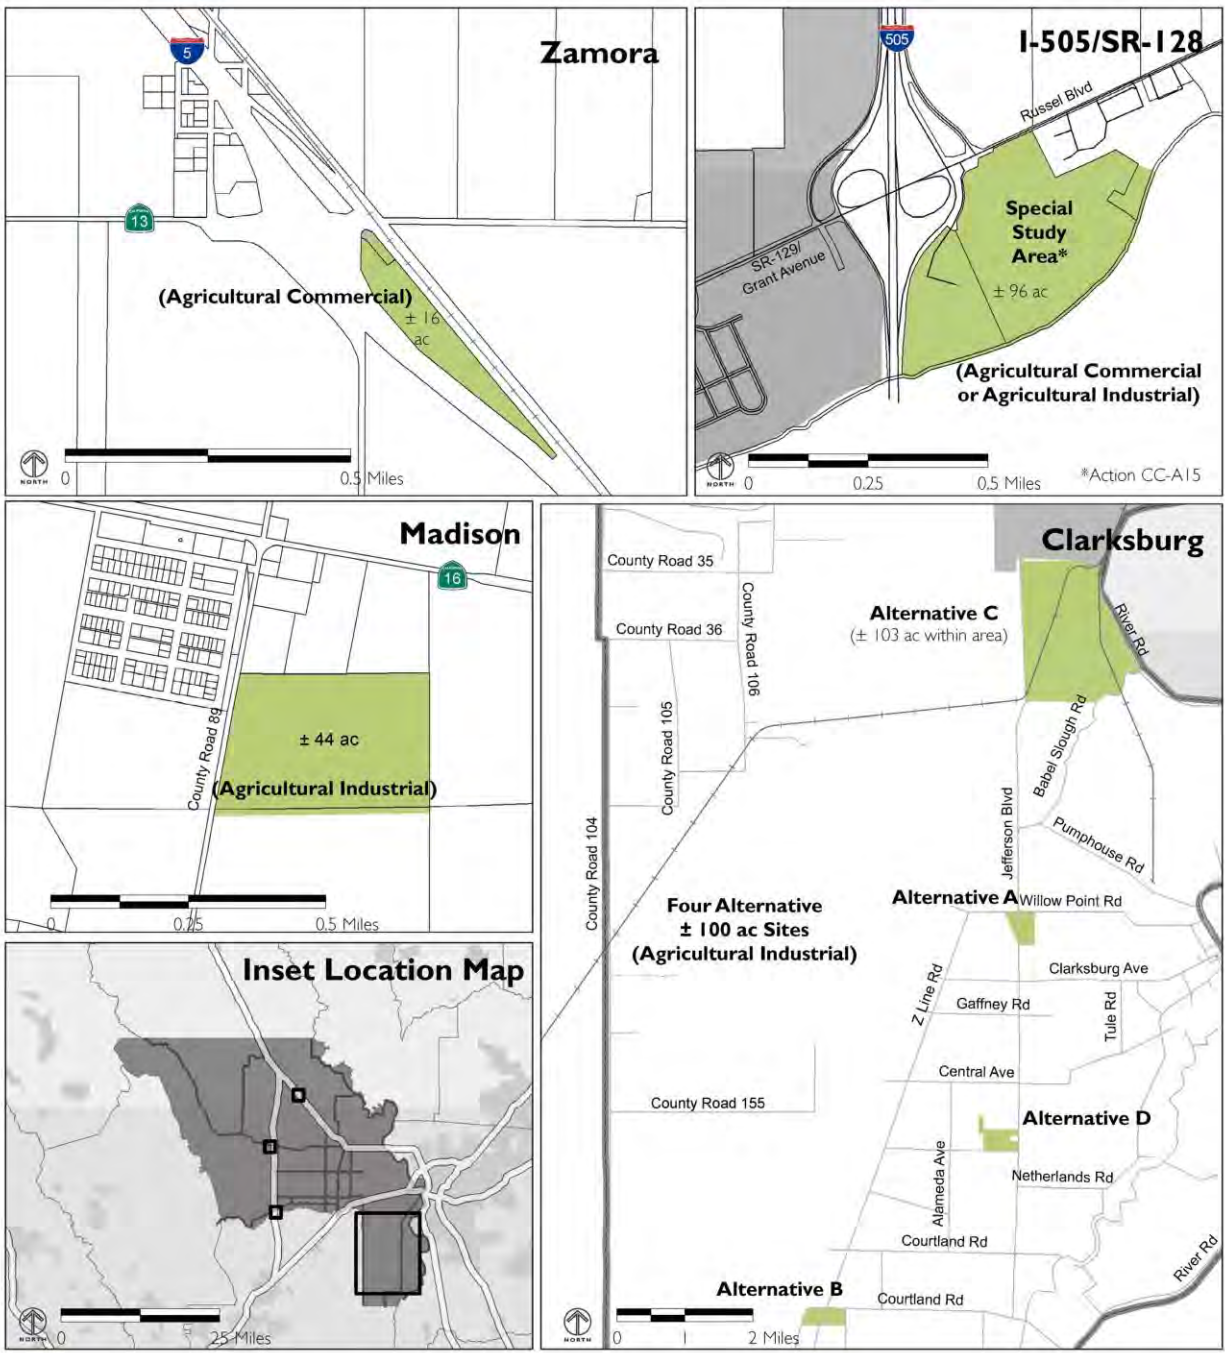 Zamora
5
13
(Agricultural Commercial)
± 16
ac
NORTH
0
0.5 Miles
I-505/SR-128
505
Russel Blvd
Special
Study
Area*
± 96 ac
SR-129/
Grant Avenue
(Agricultural Commercial
or Agricultural Industrial)
NORTH
0
0.25
0.5 Miles
*Action CC-A15
Madison
16
County Road 89
± 44 ac
(Agricultural Industrial)
0
0.25
0.5 Miles
Clarksburg
County Road 35
County Road 36
County Road 106
County Road 105
County Road 104
Alternative C
(± 103 ac within area)
River Rd
Babel Slough Rd
Jefferson Blvd
Pumphouse Rd
Alternative A
Willow Point Rd
Four Alternative
± 100 ac Sites
(Agricultural Industrial)
Clarksburg Ave
Z Line Rd
Gaffney Rd
Tule Rd
Central Ave
County Road 155
Alternative D
Alameda Ave
Netherlands Rd
Courtland Rd
River Rd
Alternative B
Courtland Rd
NORTH
0
1
2 Miles
Inset Location Map
NORTH
0
25 Miles